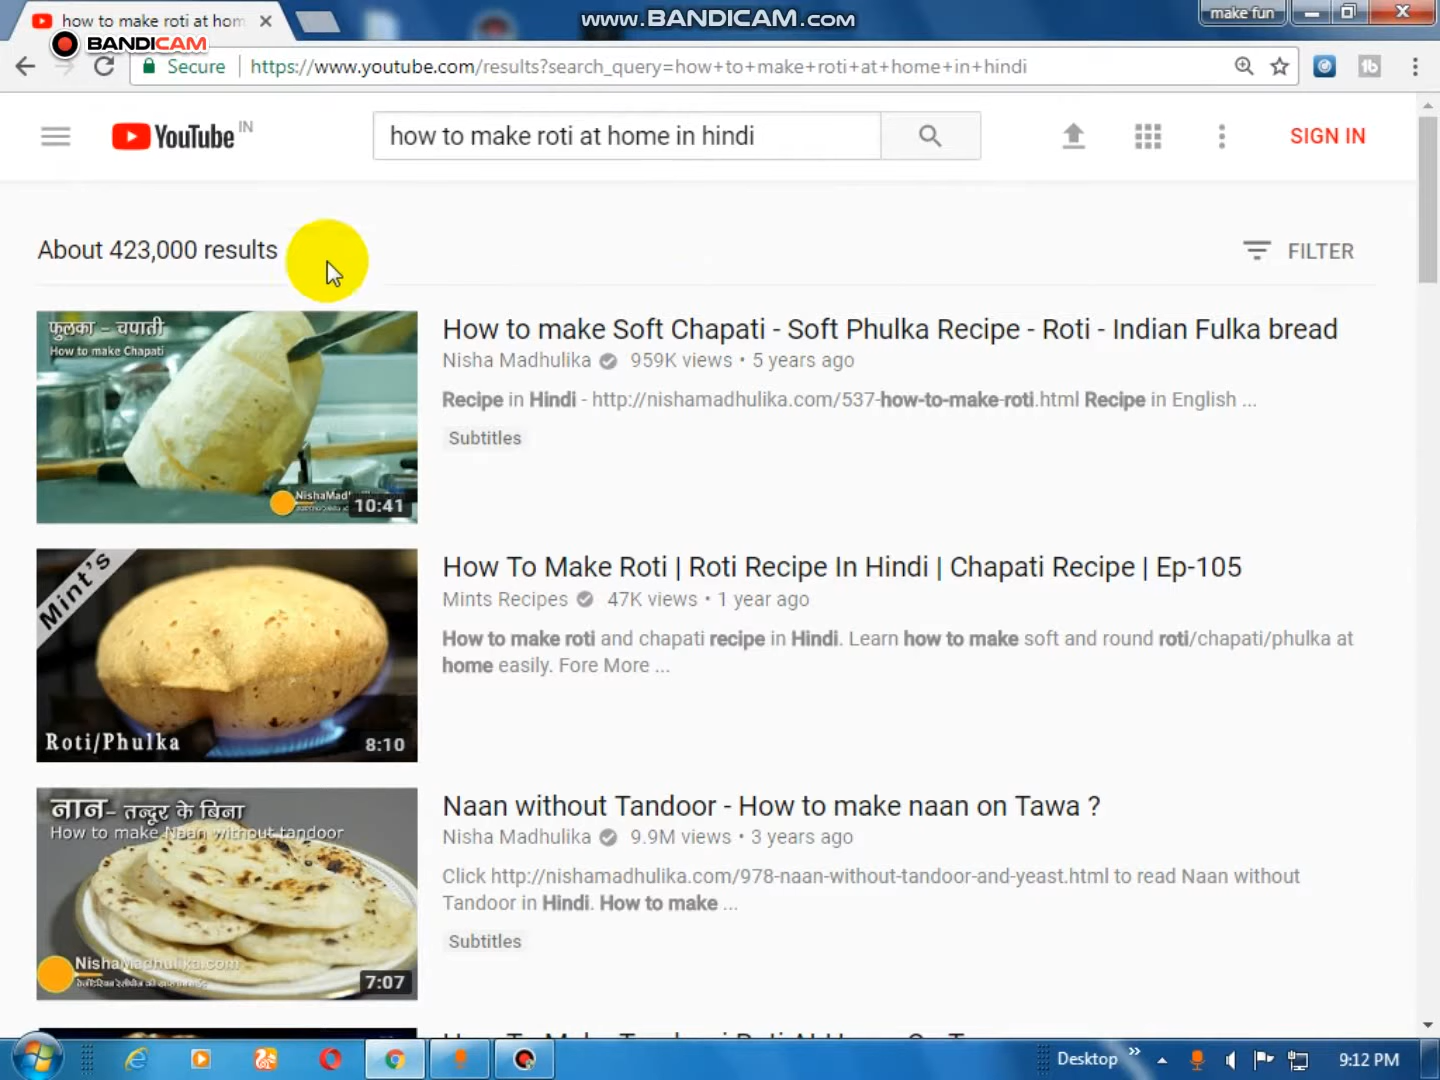 how to make roti at hom
www.BANDICAM.com
make fun
BANDICAM
Secure
https://www.youtube.com/results?search_query=how+to+make+roti+at+home+in+hindi
YouTube IN
how to make roti at home in hindi
SIGN IN
About 423,000 results
FILTER
फुलका – चपाती
How to make Chapati
10:41
How to make Soft Chapati - Soft Phulka Recipe - Roti - Indian Fulka bread
Nisha Madhulika 959K views • 5 years ago
Recipe in Hindi - http://nishamadhulika.com/537-how-to-make-roti.html Recipe in English ...
Subtitles
Mint's
Roti/Phulka
8:10
How To Make Roti | Roti Recipe In Hindi | Chapati Recipe | Ep-105
Mints Recipes 47K views • 1 year ago
How to make roti and chapati recipe in Hindi. Learn how to make soft and round roti/chapati/phulka at
home easily. Fore More ...
नान– तन्दूर के बिना
How to make Naan without tandoor
NishaMadhulika.com
7:07
Naan without Tandoor - How to make naan on Tawa ?
Nisha Madhulika 9.9M views • 3 years ago
Click http://nishamadhulika.com/978-naan-without-tandoor-and-yeast.html to read Naan without
Tandoor in Hindi. How to make ...
Subtitles
Desktop
9:12 PM